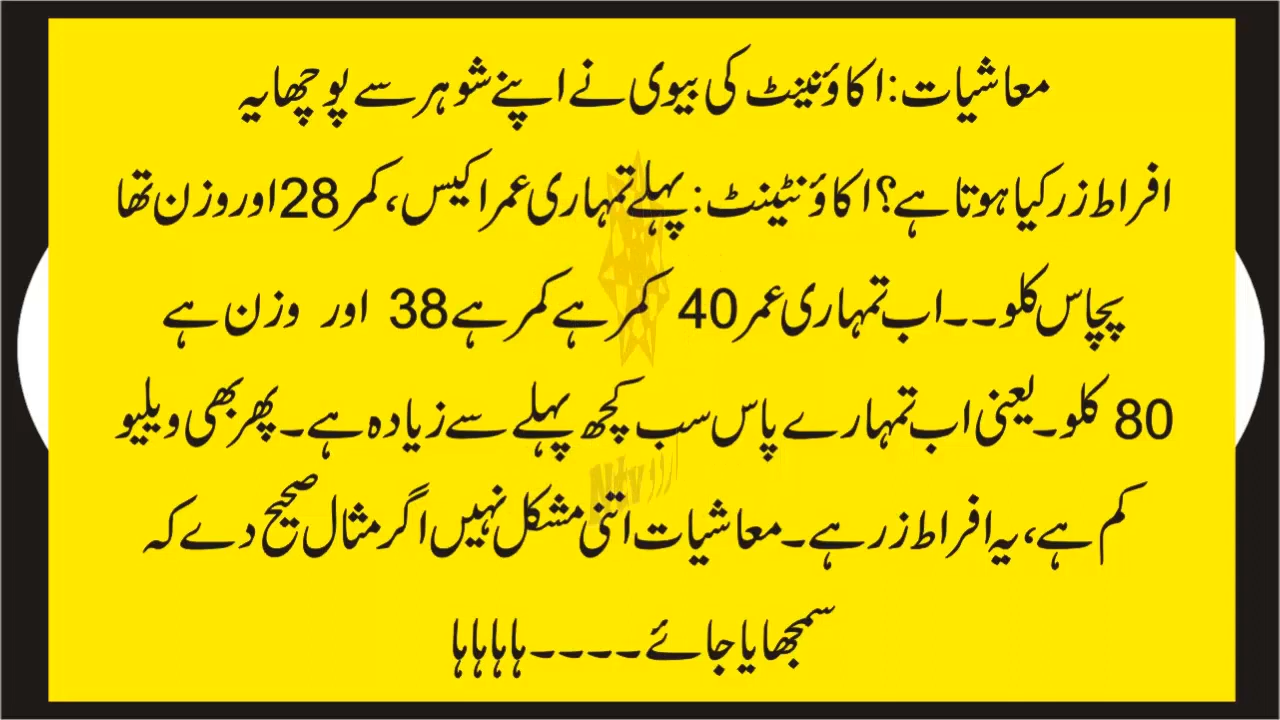 معاشیات:اکاؤنینٹ کی بیوی نے اپنے شوہر سے پوچھا یہ
افراط زر کیا ہوتا ہے؟ اکاؤنٹینٹ: پہلے تمہاری عمر اکیس، کمر 28 اور وزن تھا
پچاس کلو۔۔اب تمہاری عمر 40 کمر ہے کمر ہے 38 اور وزن ہے
80 کلو۔ یعنی اب تمہارے پاس سب کچھ پہلے سے زیادہ ہے۔ پھر بھی ویلیو
کم ہے، یہ افراط زر ہے۔ معاشیات اتنی مشکل نہیں اگر مثال صحیح دے کہ
سمجھایا جائے۔۔۔۔ہاہاہاہا
Ntv اردو